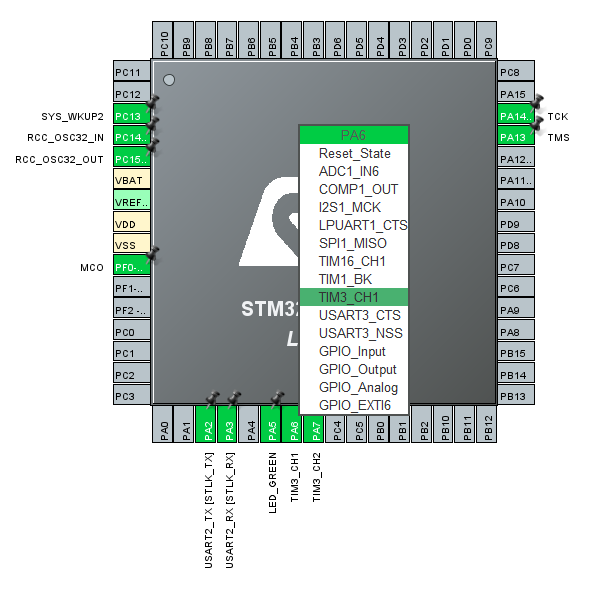 PC10
PB9
PB8
PB7
PB6
PB5
PB4
PB3
PD6
PD5
PD4
PD3
PD2
PD1
PD0
PC9
PC11
PC12
SYS_WKUP2
PC13
RCC_OSC32_IN
PC14..
RCC_OSC32_OUT
PC15..
VBAT
VREF..
VDD
VSS
MCO
PF0-..
PF1-..
PF2 -..
PC0
PC1
PC2
PC3
PA6
Reset_State
ADC1_IN6
COMP1_OUT
I2S1_MCK
LPUART1_CTS
SPI1_MISO
TIM16_CH1
TIM1_BK
TIM3_CH1
USART3_CTS
USART3_NSS
GPIO_Input
GPIO_Output
GPIO_Analog
GPIO_EXTI6
STM32
L
PC8
PA15
PA14..
TCK
PA13
TMS
PA12..
PA11..
PA10
PD9
PD8
PC7
PC6
PA9
PA8
PB15
PB14
PB13
PA0
PA1
PA2
PA3
PA4
PA5
PA6
PA7
PC4
PC5
PB0
PB1
PB2
PB10
PB11
PB12
USART2_TX [STLK_TX]
USART2_RX [STLK_RX]
LED_GREEN
TIM3_CH1
TIM3_CH2